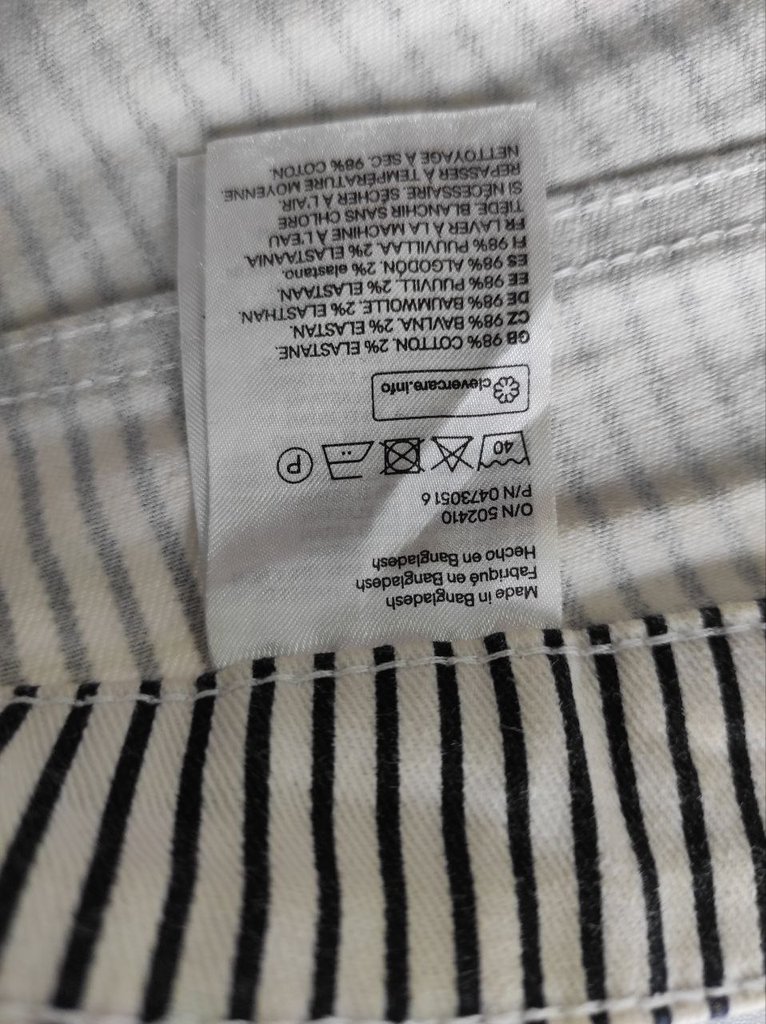 Made in Bangladesh
Fabriqué en Bangladesh
Hecho en Bangladesh
O/N 502410
P/N 0473051 6
40
P
clevercare.info
GB 98% COTTON. 2% ELASTANE.
CZ 98% BAVLNA. 2% ELASTAN.
DE 98% BAUMWOLLE. 2% ELASTHAN.
EE 98% PUUVILL. 2% ELASTAAN.
ES 98% ALGODÓN. 2% elastano.
FI 98% PUUVILLAA. 2% ELASTAANIA.
FR LAVER À LA MACHINE À L'EAU
TIÈDE. BLANCHIR SANS CHLORE
SI NÉCESSAIRE. SÉCHER À L'AIR.
REPASSER À TEMPÉRATURE MOYENNE.
NETTOYAGE À SEC. 98% COTON.